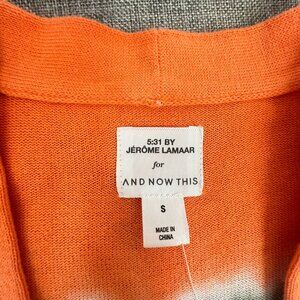 5:31 BY
JÉRÔME LAMAAR
for
AND NOW THIS
S
MADE IN
CHINA